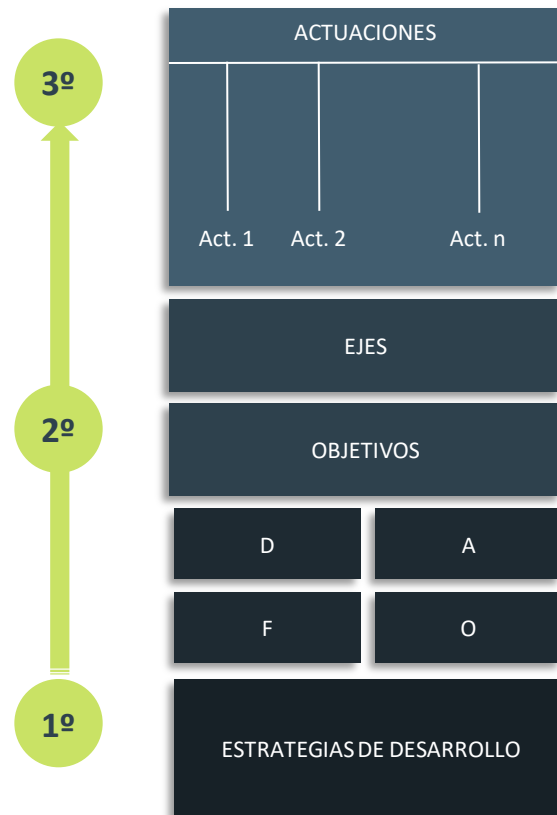 ACTUACIONES
3º
Act. 1 Act. 2 Act. n
EJES
2º
OBJETIVOS
D A
F O
1º
ESTRATEGIAS DE DESARROLLO